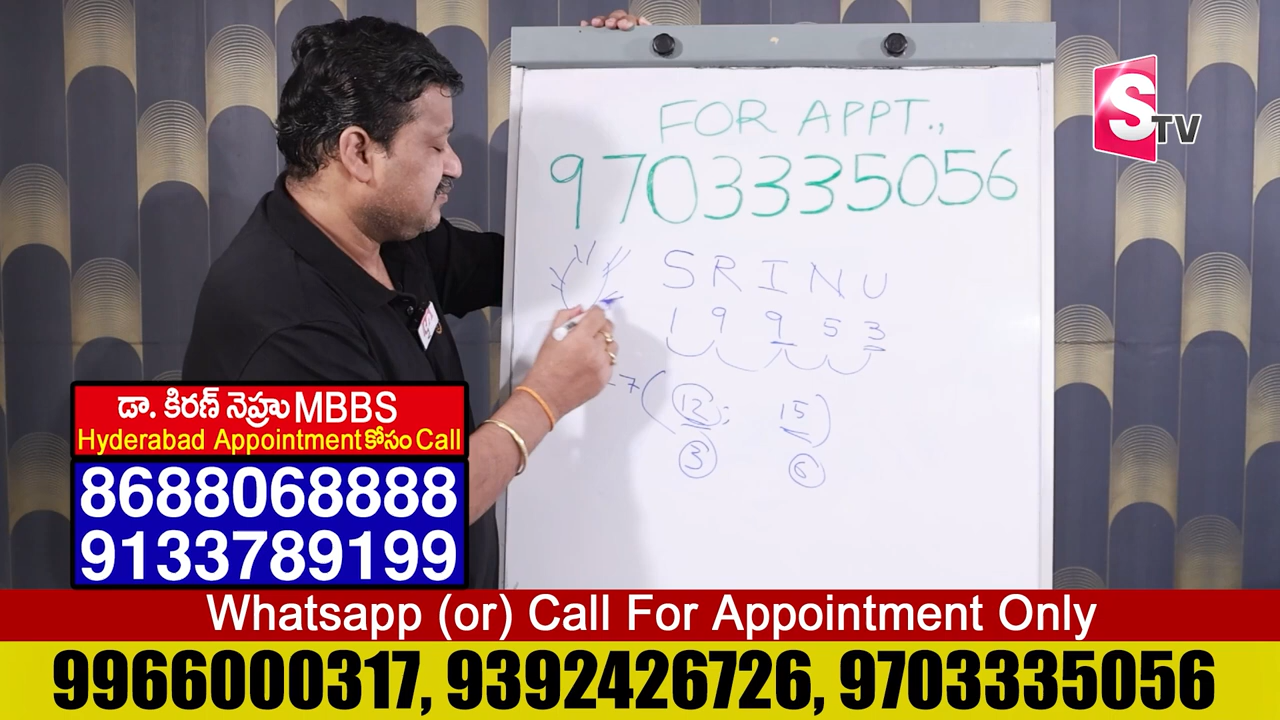 FOR APPT.,
9703335056
STV
SRINU
1 9 9 5 3
7 ( 12 ; 15 )
3 6
డా. కిరణ్ నెహ్రు MBBS
Hyderabad Appointment కోసం Call
8688068888
9133789199
Whatsapp (or) Call For Appointment Only
9966000317, 9392426726, 9703335056